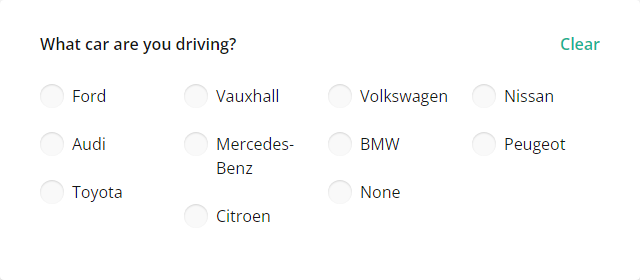 What car are you driving?
Clear
Ford
Vauxhall
Volkswagen
Nissan
Audi
Mercedes-
Benz
BMW
Peugeot
Toyota
Citroen
None